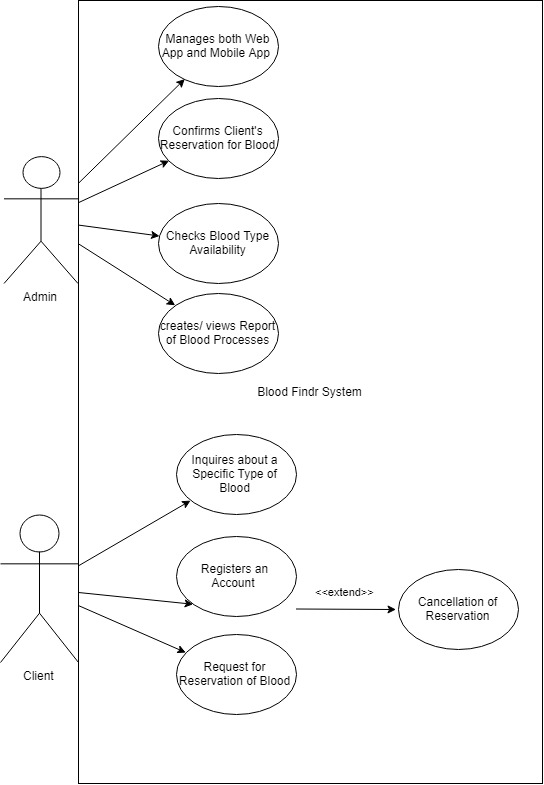 Manages both Web
App and Mobile App
Confirms Client's
Reservation for Blood
Checks Blood Type
Availability
Admin
creates/ views Report
of Blood Processes
Blood Findr System
Inquires about a
Specific Type of
Blood
Registers an
Account
<<extend>>
Cancellation of
Reservation
Client
Request for
Reservation of Blood